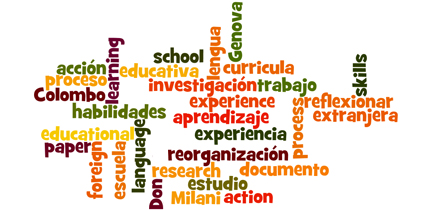 Genova
lengua
learning
school
skills
acción
educativa
curricula
proceso
investigación
trabajo
Colombo
experience
process
reflexionar
habilidades
aprendizaje
extranjera
language
educational
experiencia
paper
foreign
escuela
reorganización
Don
research
documento
estudio
Milani
action